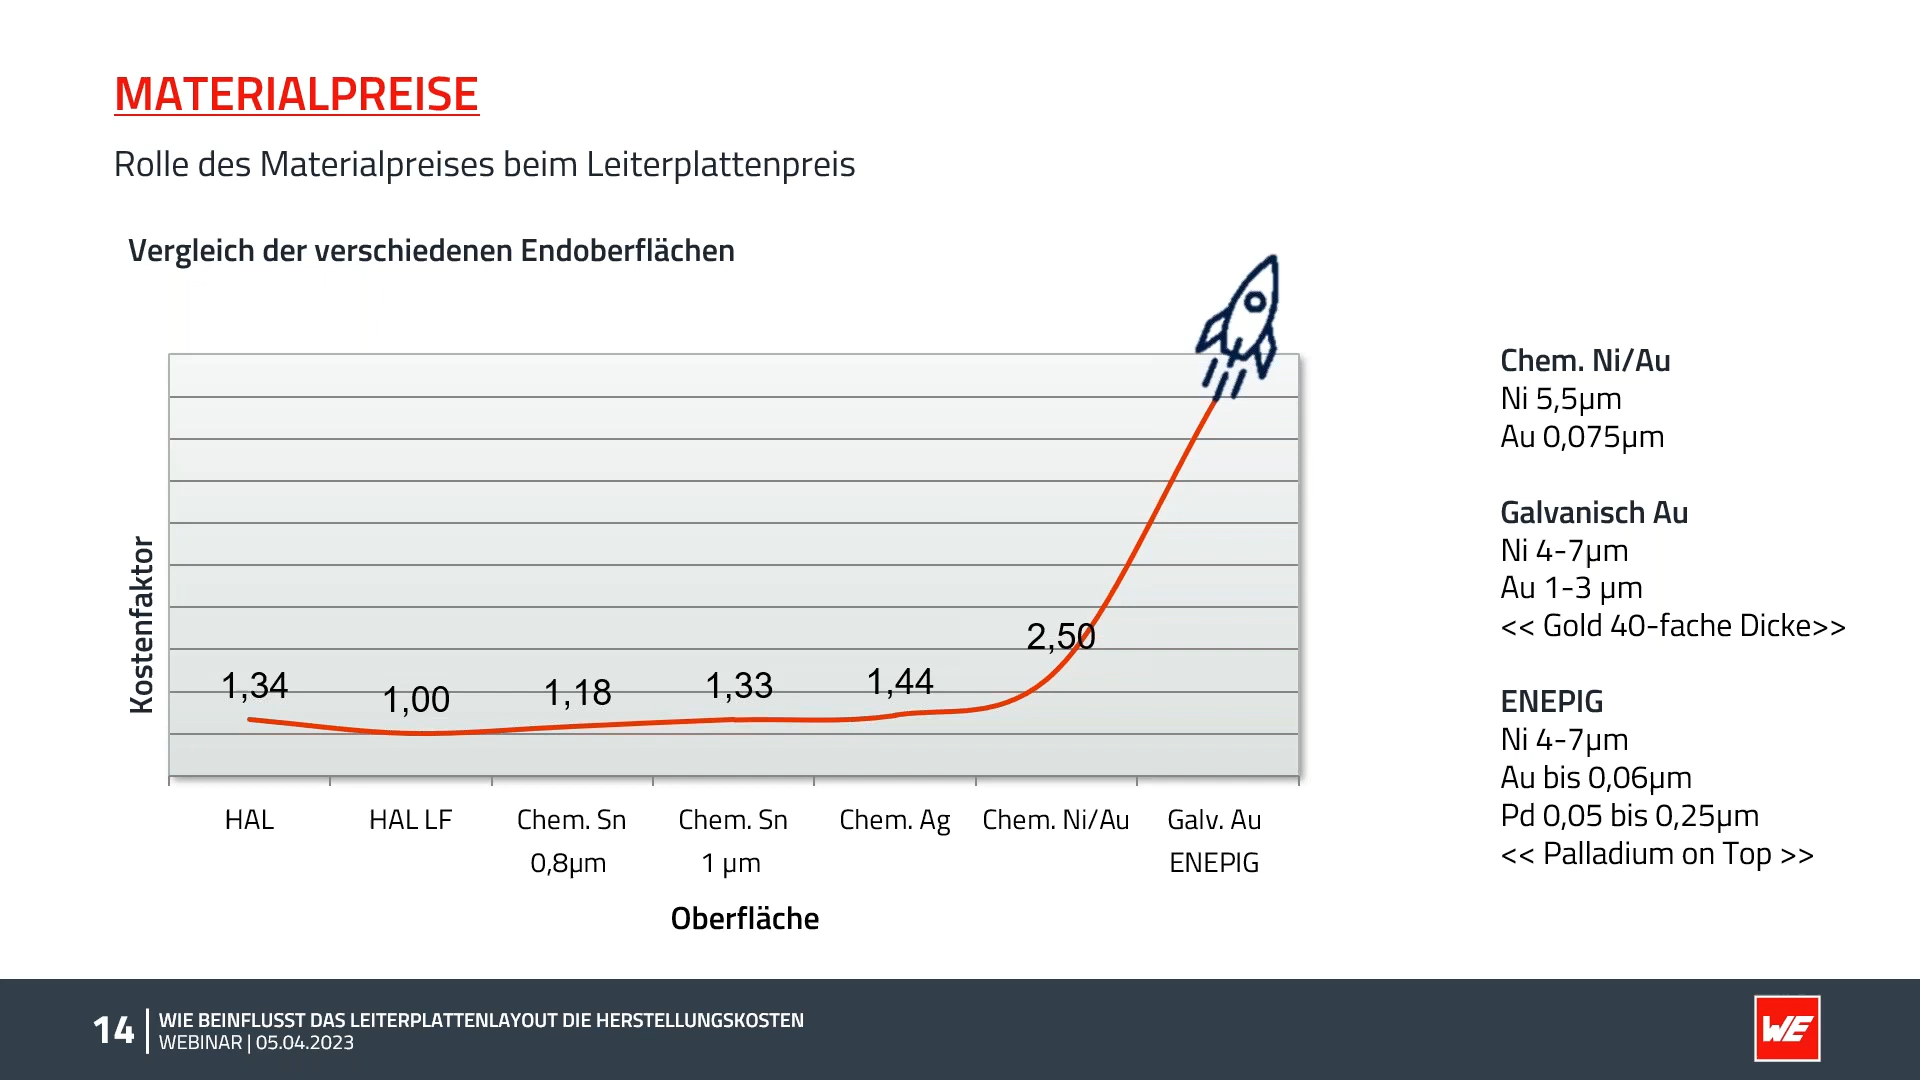 MATERIALPREISE
Rolle des Materialpreises beim Leiterplattenpreis
Vergleich der verschiedenen Endoberflächen
Kostenfaktor
1,34
1,00
1,18
1,33
1,44
2,50
HAL
HAL LF
Chem. Sn
0,8µm
Chem. Sn
1 µm
Chem. Ag
Chem. Ni/Au
Galv. Au
ENEPIG
Oberfläche
Chem. Ni/Au
Ni 5,5µm
Au 0,075µm
Galvanisch Au
Ni 4-7µm
Au 1-3 µm
<< Gold 40-fache Dicke>>
ENEPIG
Ni 4-7µm
Au bis 0,06µm
Pd 0,05 bis 0,25µm
<< Palladium on Top >>
14
WIE BEINFLUSST DAS LEITERPLATTENLAYOUT DIE HERSTELLUNGSKOSTEN
WEBINAR | 05.04.2023
WE